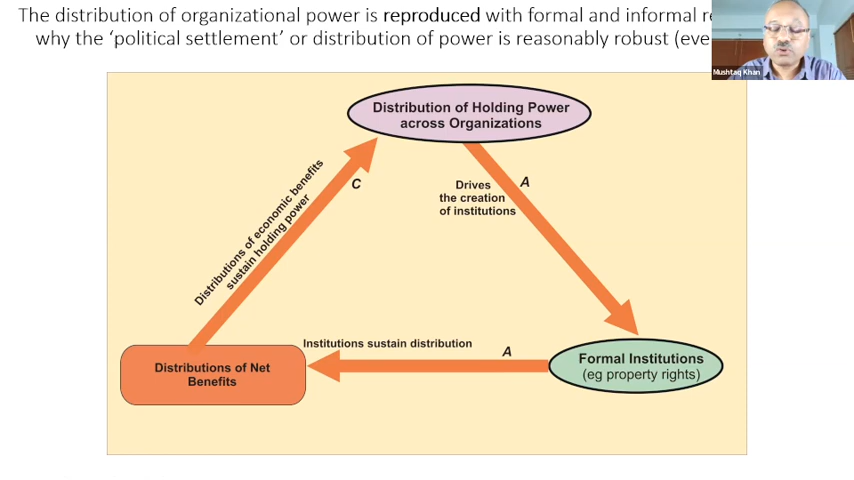 The distribution of organizational power is reproduced with formal and informal
why the ‘political settlement’ or distribution of power is reasonably robust
Mushtaq Khan
Distribution of Holding Power
across Organizations
Distributions of economic benefits
sustain holding power
C
Drives
the creation
of institutions
A
Institutions sustain distribution
A
Distributions of Net
Benefits
Formal Institutions
(eg property rights)